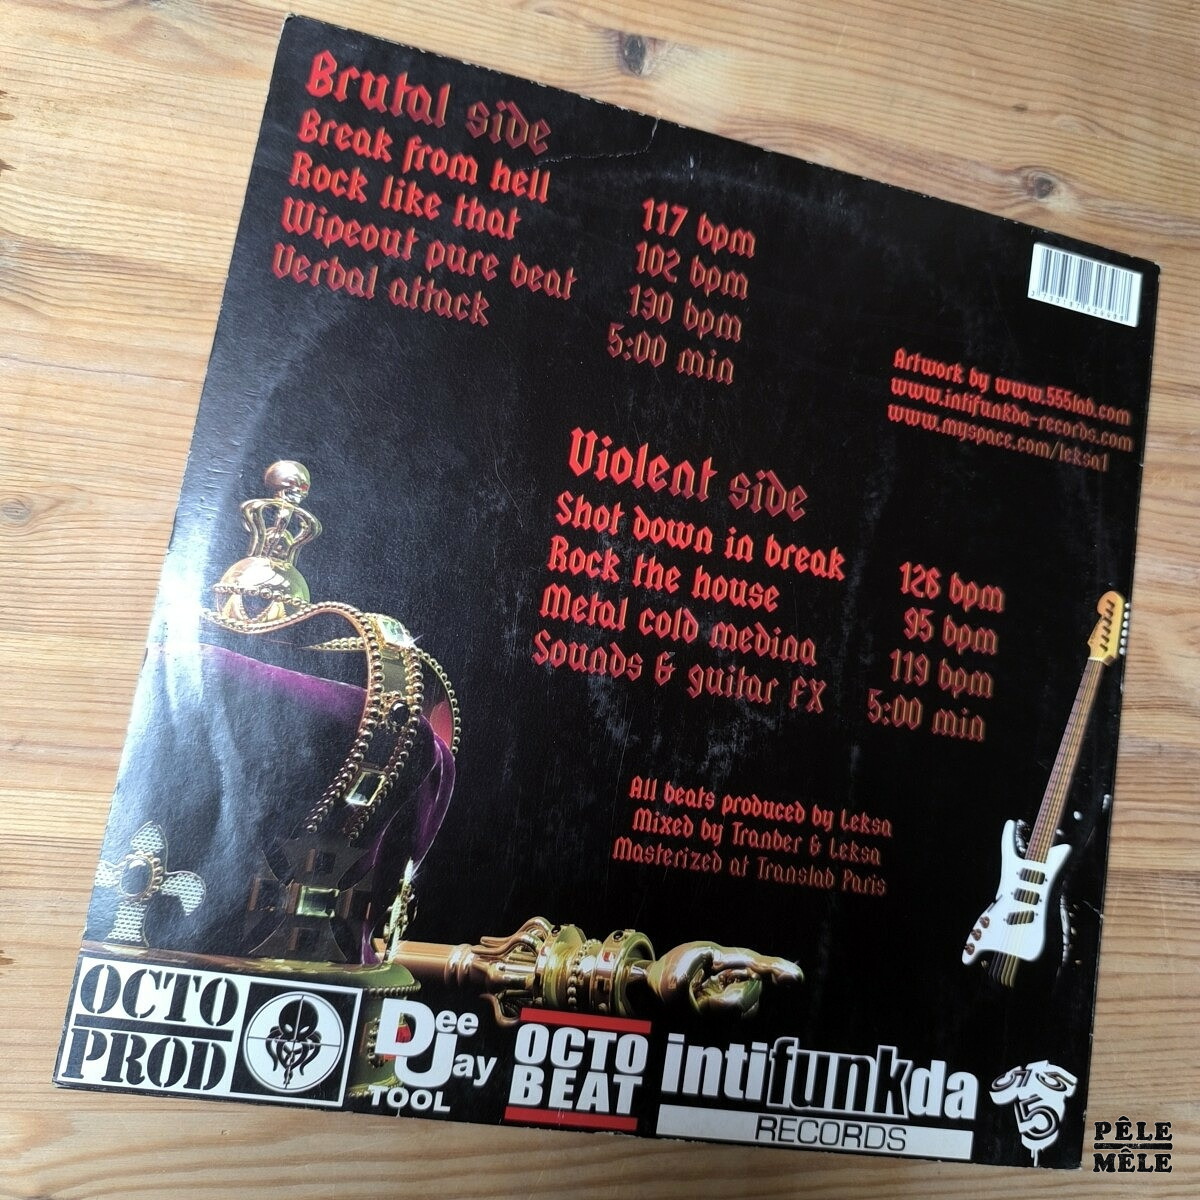 Brutal side
Break from hell 117 bpm
Rock like that 102 bpm
Wipeout pure beat 130 bpm
Verbal attack 5:00 min
Artwork by www.555lab.com
www.intifunkda-records.com
www.myspace.com/leksa1
Violent side
Shot down in break 126 bpm
Rock the house 95 bpm
Metal cold medina 119 bpm
Sounds & guitar FX 5:00 min
All beats produced by Leksa
Mixed by Tranber & Leksa
Masterized at Translab Paris
OCTO
PROD
Dee
Jay
TOOL
OCTO
BEAT
intifunkda
RECORDS
555
PÊLE
MÊLE